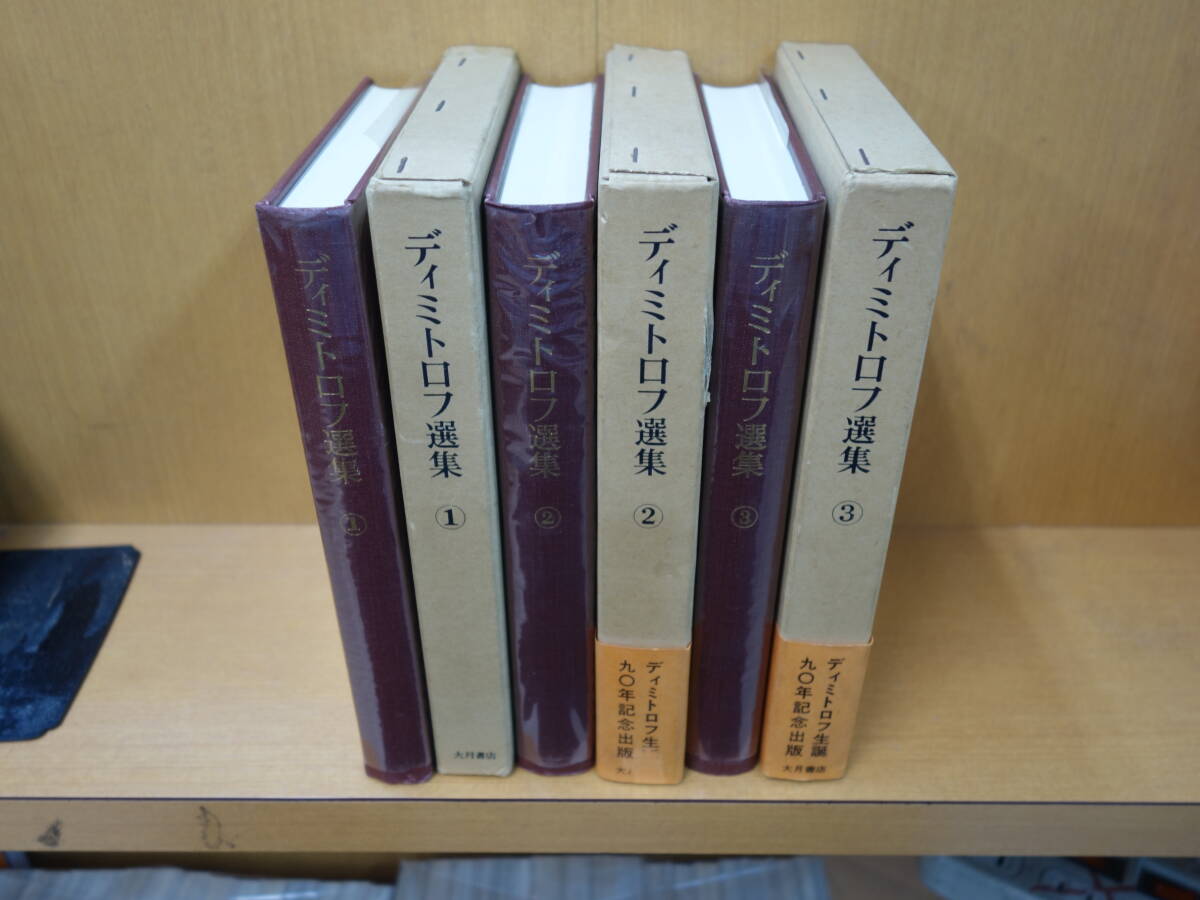 ディミトロフ選集
①
ディミトロフ選集
①
大月書店
ディミトロフ選集
②
ディミトロフ選集
②
ディミトロフ生
九〇年記念出版
大
ディミトロフ選集
③
ディミトロフ選集
③
ディミトロフ生誕
九〇年記念出版
大月書店